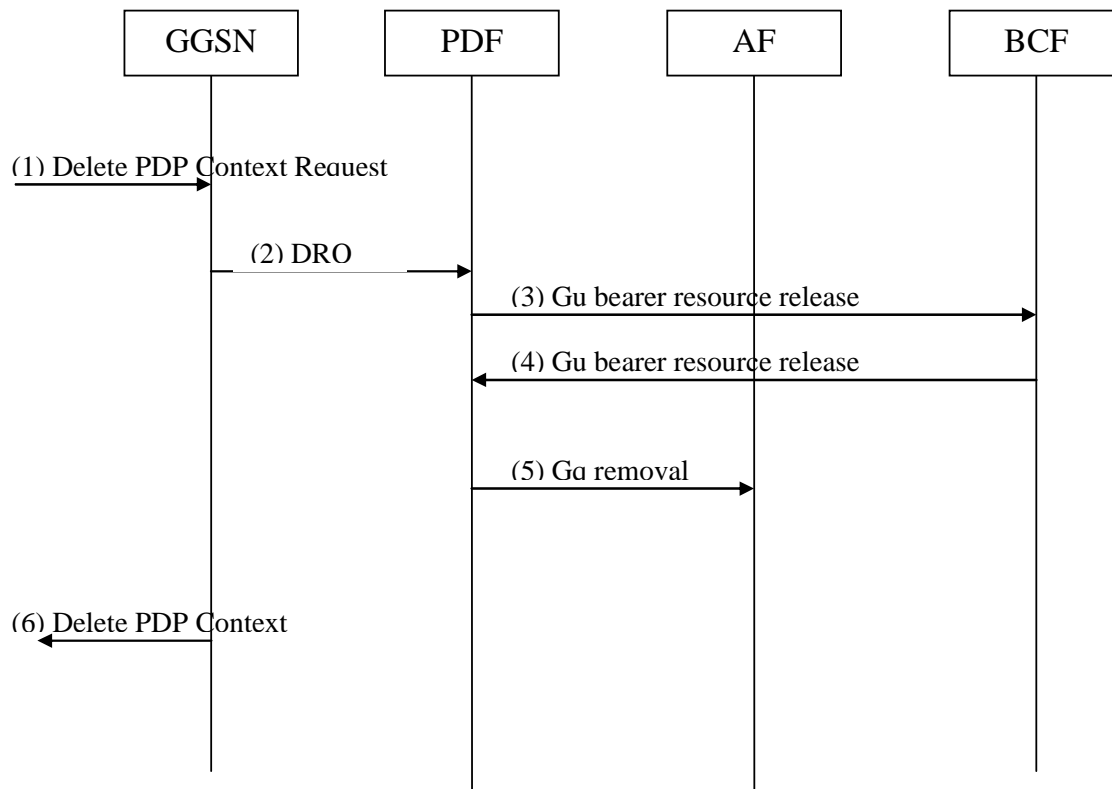 GGSN
PDF
AF
BCF
(1) Delete PDP Context Request
(2) DRQ
(3) Gu bearer resource release
(4) Gu bearer resource release
(5) Gq removal
(6) Delete PDP Context